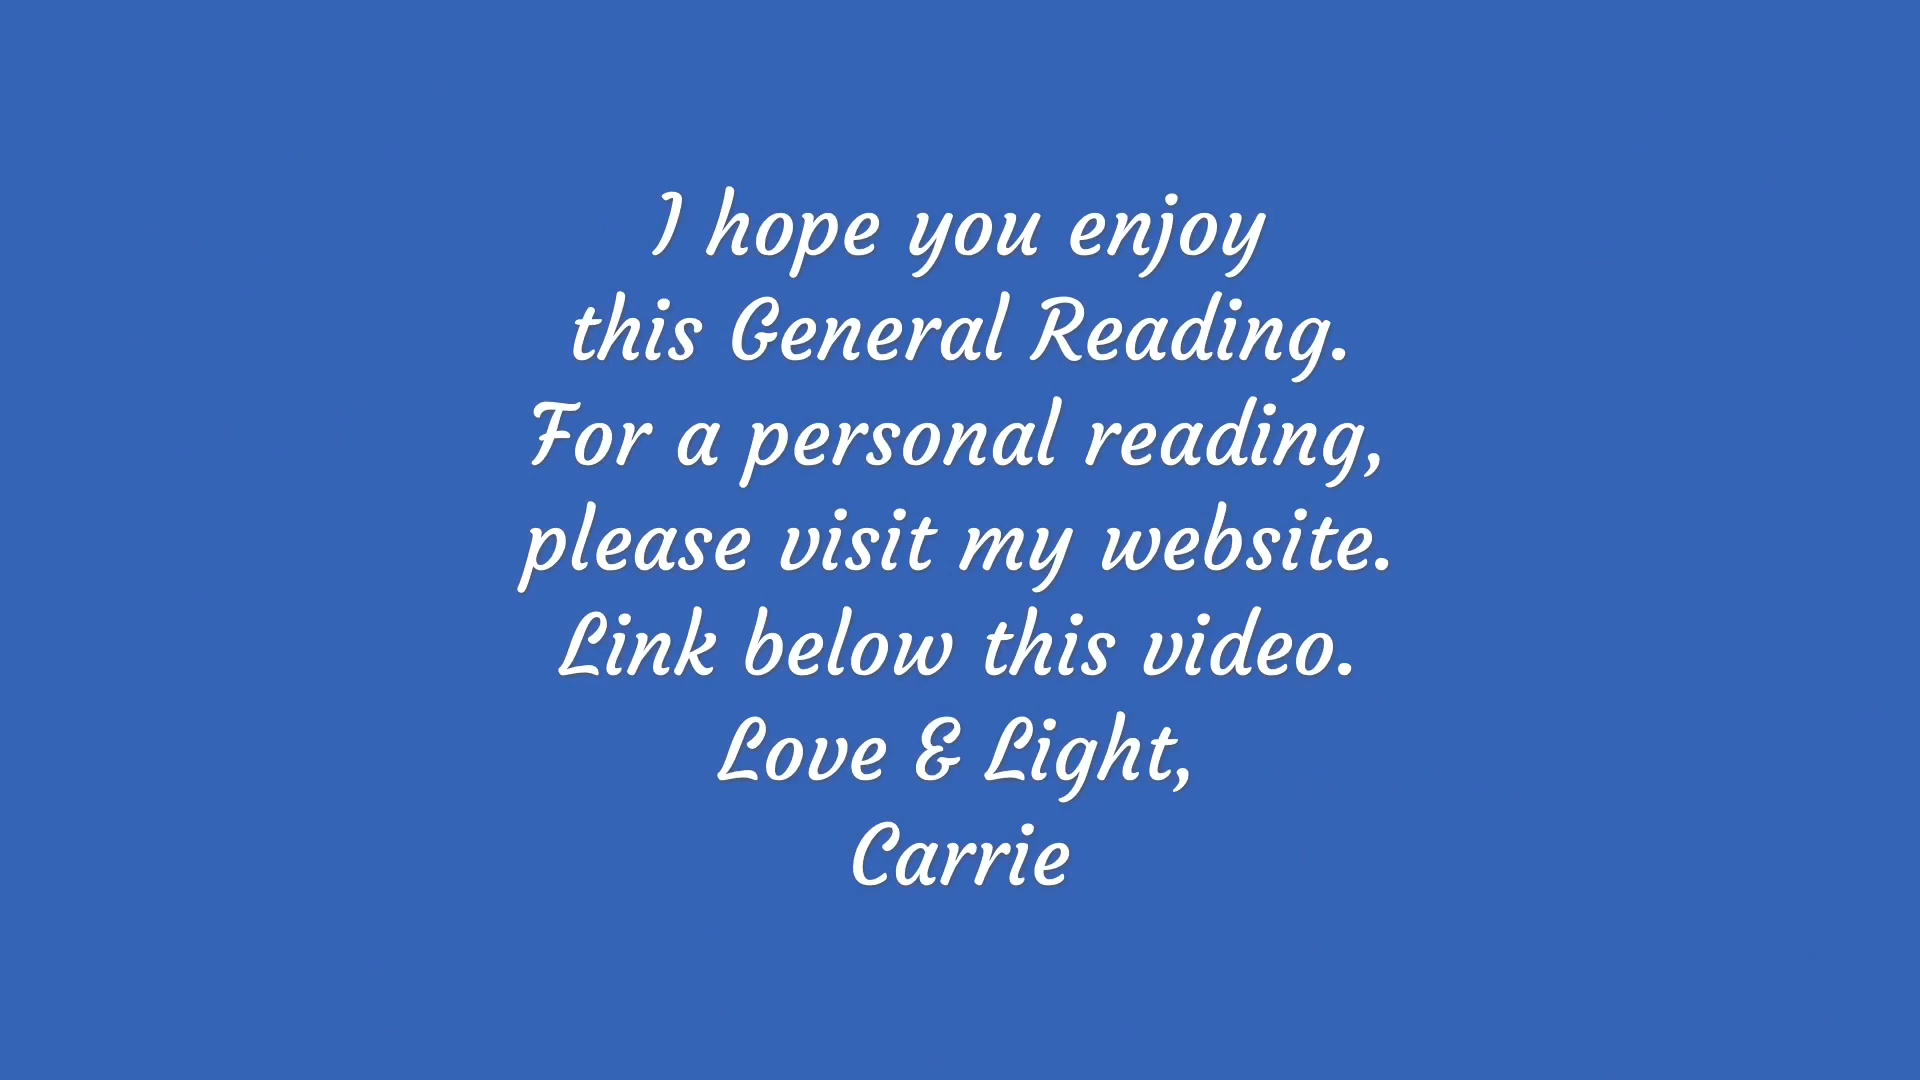 I hope you enjoy
this General Reading.
For a personal reading,
please visit my website.
Link below this video.
Love & Light,
Carrie